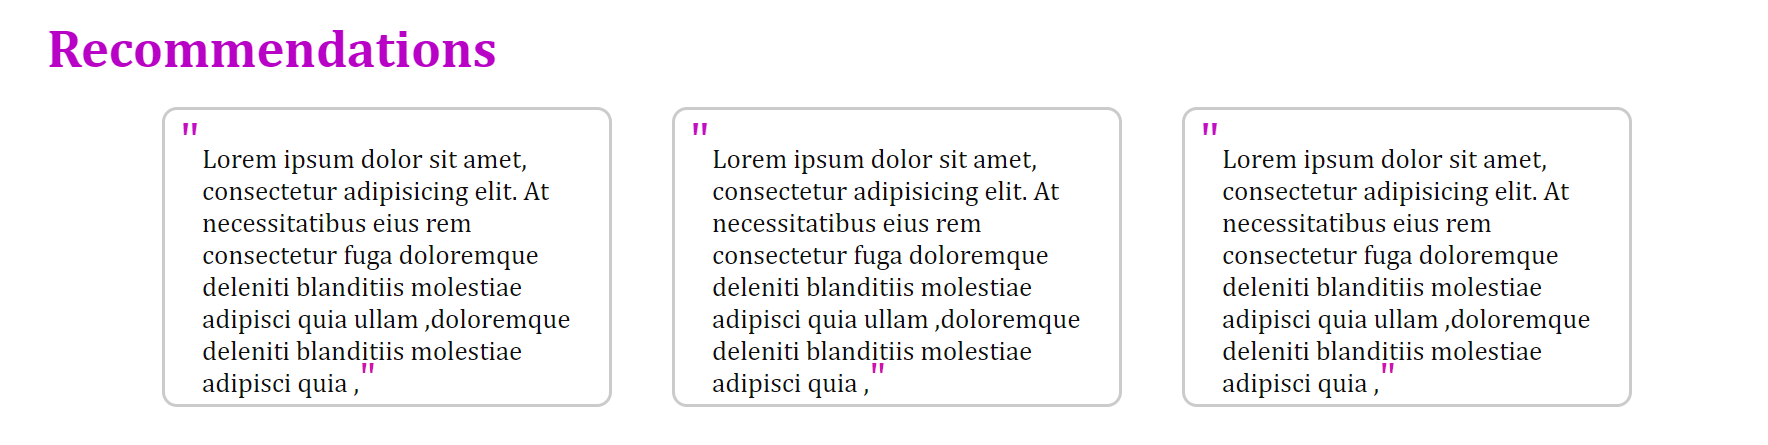 Recommendations
"
Lorem ipsum dolor sit amet,
consectetur adipisicing elit. At
necessitatibus eius rem
consectetur fuga doloremque
deleniti blanditiis molestiae
adipisci quia ullam ,doloremque
deleniti blanditiis molestiae
adipisci quia ,"
"
Lorem ipsum dolor sit amet,
consectetur adipisicing elit. At
necessitatibus eius rem
consectetur fuga doloremque
deleniti blanditiis molestiae
adipisci quia ullam ,doloremque
deleniti blanditiis molestiae
adipisci quia ,"
"
Lorem ipsum dolor sit amet,
consectetur adipisicing elit. At
necessitatibus eius rem
consectetur fuga doloremque
deleniti blanditiis molestiae
adipisci quia ullam ,doloremque
deleniti blanditiis molestiae
adipisci quia ,"